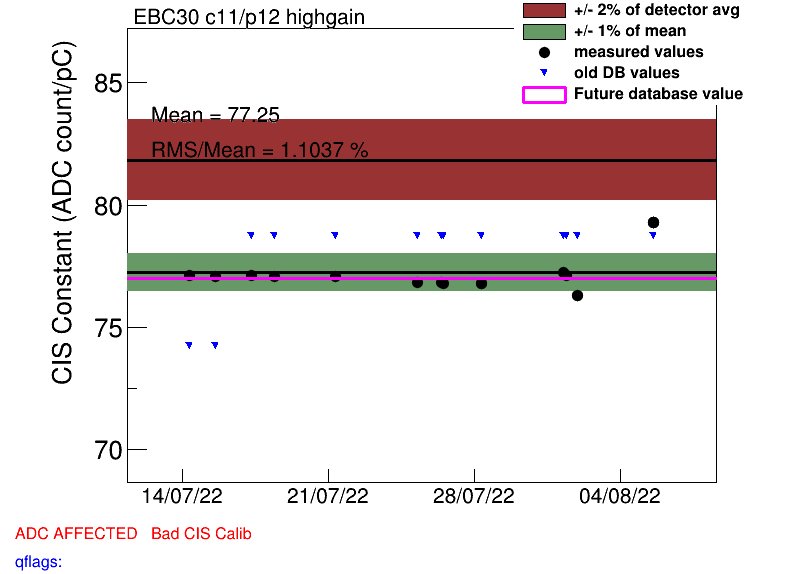 EBC30 c11/p12 highgain
+/- 2% of detector avg
+/- 1% of mean
measured values
old DB values
Future database value
CIS Constant (ADC count/pC)
85
80
75
70
Mean = 77.25
RMS/Mean = 1.1037 %
14/07/22 21/07/22 28/07/22 04/08/22
ADC AFFECTED Bad CIS Calib
qflags: